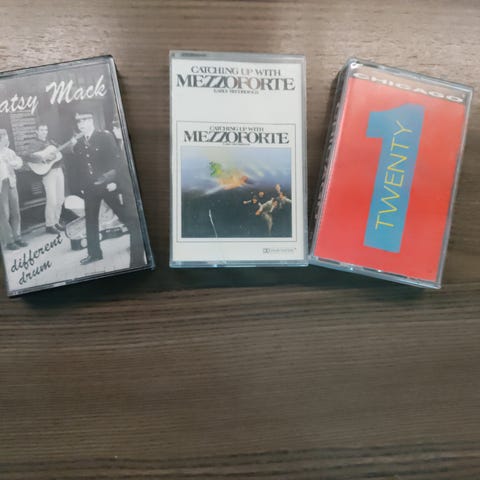 atsy Mack
different
drum
CATCHING UP WITH
MEZZOFORTE
EARLY RECORDINGS
CATCHING UP WITH
MEZZOFORTE
CHICAGO
TWENTY
1